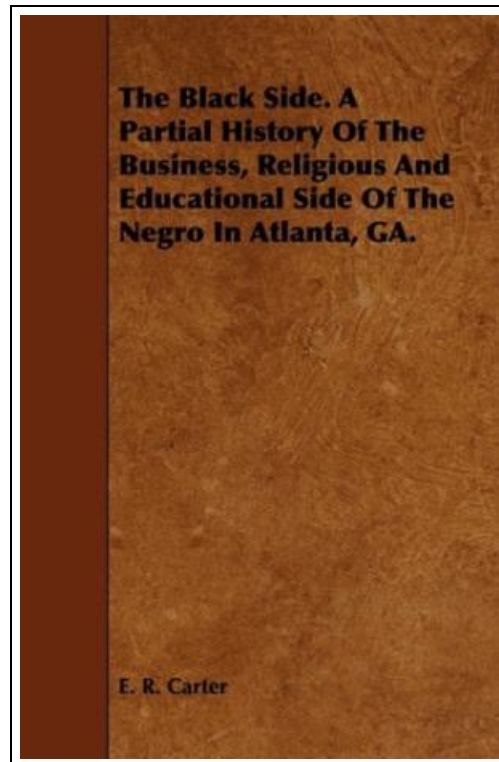 The Black Side. A
Partial History Of The
Business, Religious And
Educational Side Of The
Negro In Atlanta, GA.
E. R. Carter